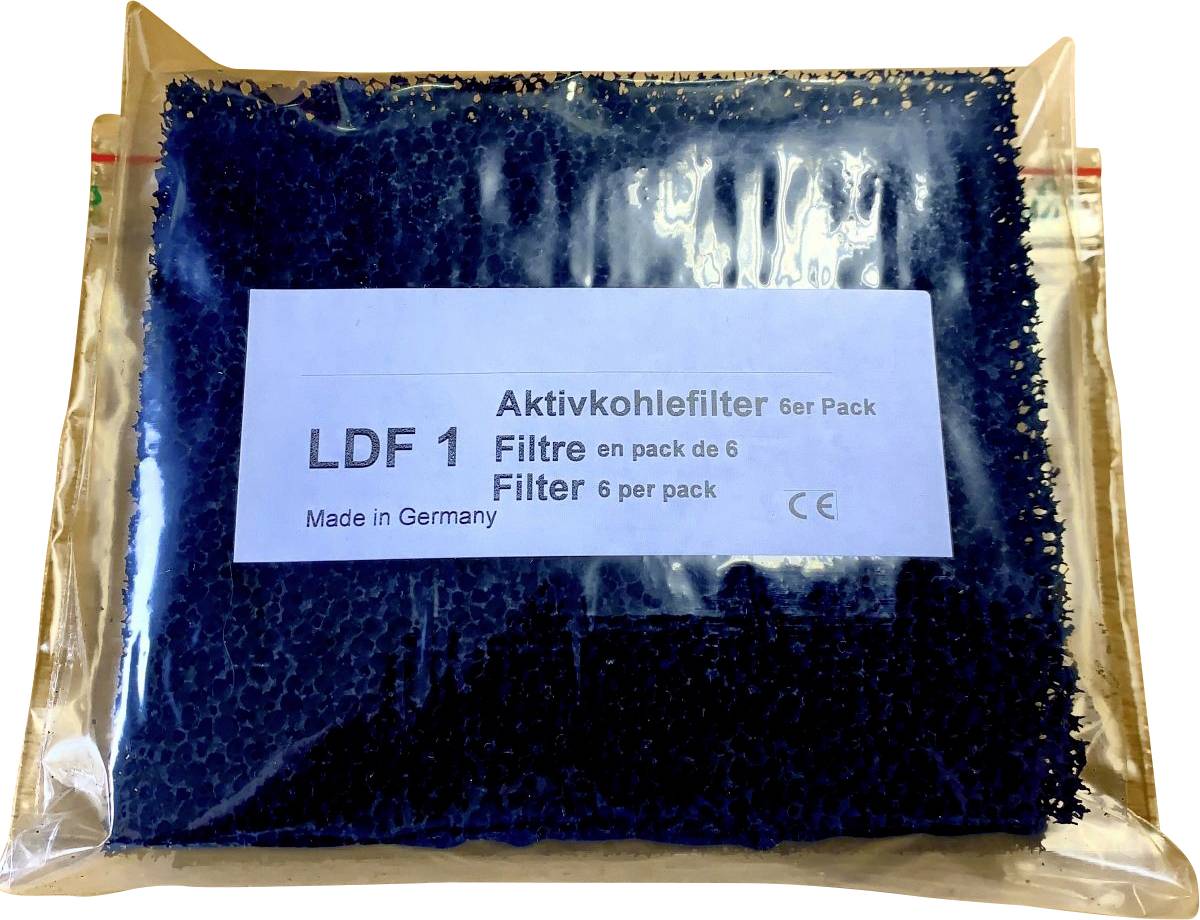 Aktivkohlefilter 6er Pack
LDF 1 Filtre en pack de 6
Filter 6 per pack
Made in Germany
CE